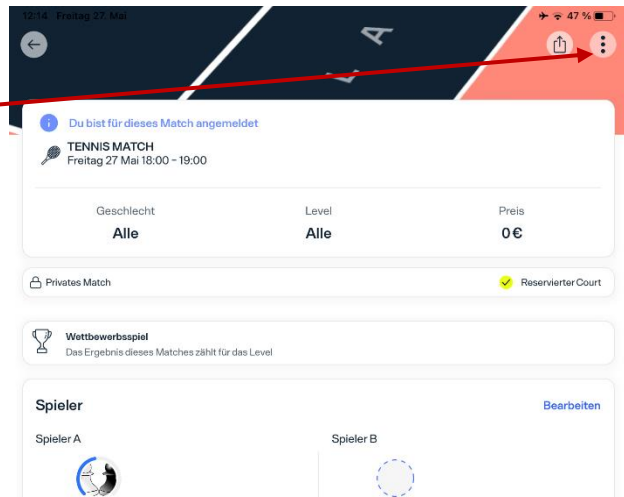 12:14 Freitag 27. Mai
47 %
Du bist für dieses Match angemeldet
TENNIS MATCH
Freitag 27 Mai 18:00 – 19:00
Geschlecht Level Preis
Alle Alle 0 €
Privates Match Reservierter Court
Wettbewerbsspiel
Das Ergebnis dieses Matches zählt für das Level
Spieler Bearbeiten
Spieler A Spieler B